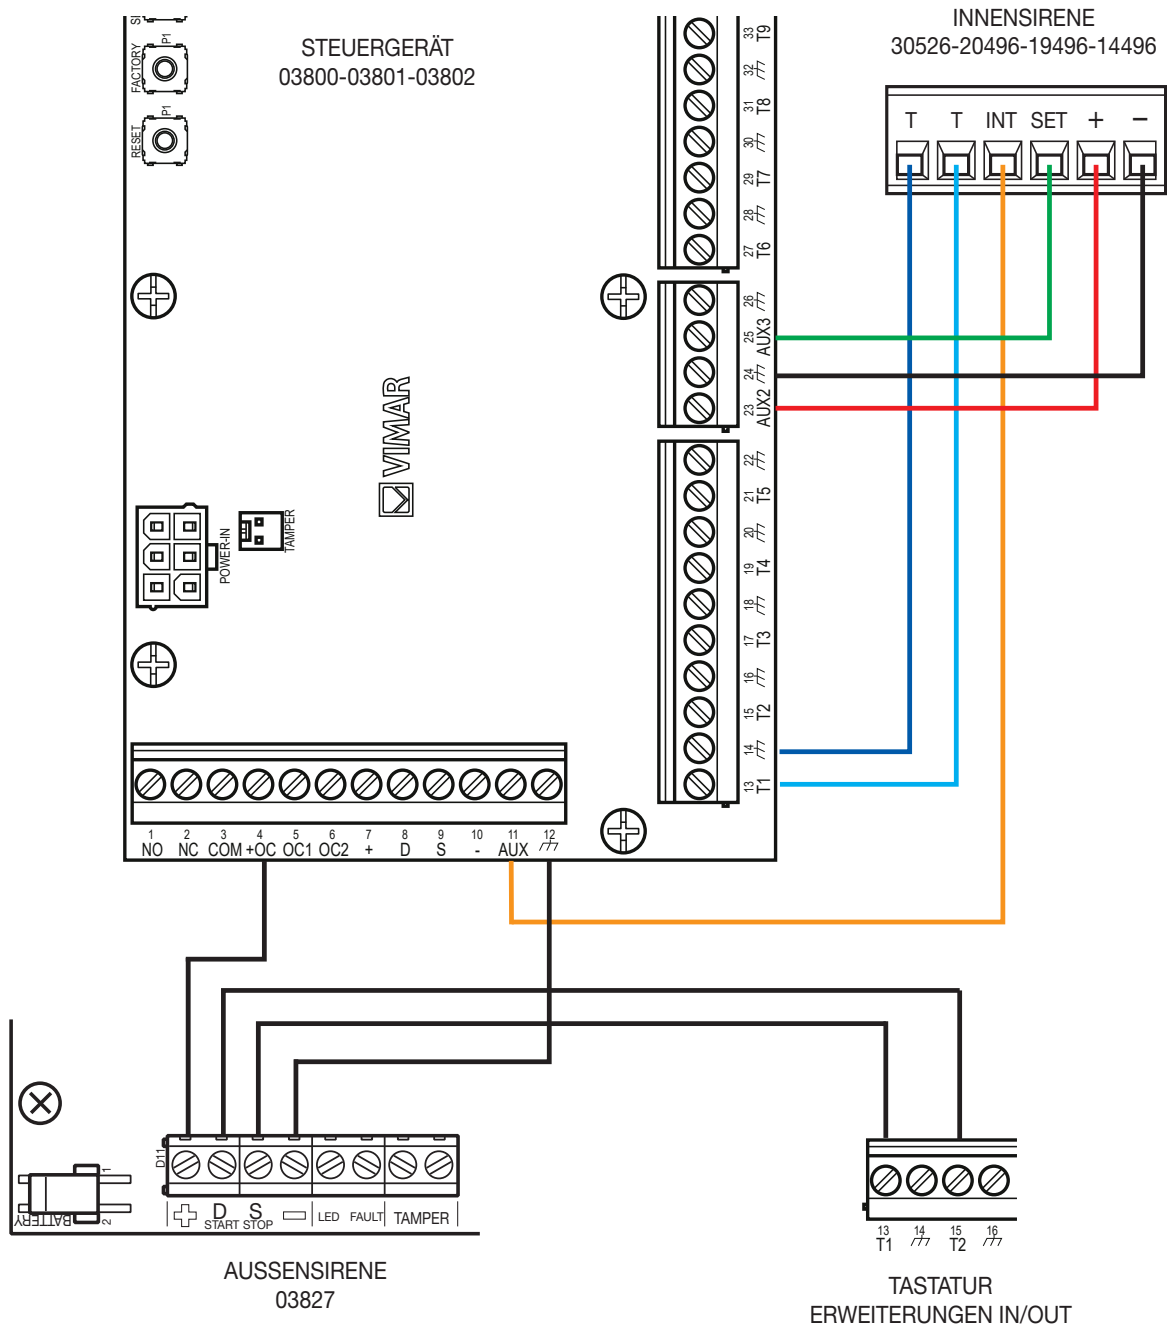 STEUERGERÄT
03800-03801-03802
INNENSIRENE
30526-20496-19496-14496
T T INT SET + −
FACTORY
P1
RESET
P1
33 T9
32
31 T8
30
29 T7
28
27 T6
26
25 AUX3
24
23 AUX2
22
21 T5
20
19 T4
18
17 T3
16
15 T2
14
13 T1
VIMAR
POWER-IN
TAMPER
1 2 3 4 5 6 7 8 9 10 11 12
NO NC COM +OC OC1 OC2 + D S - AUX
D11
BATTERY
1
2
D S LED FAULT TAMPER
START STOP
AUSSENSIRENE
03827
13 14 15 16
T1 T2
TASTATUR
ERWEITERUNGEN IN/OUT